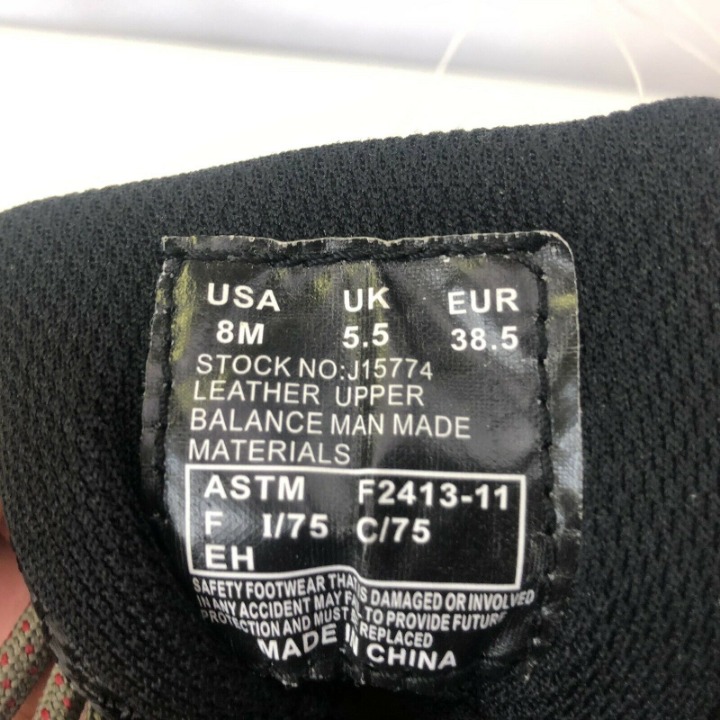 USA UK EUR
8M 5.5 38.5
STOCK NO:J15774
LEATHER UPPER
BALANCE MAN MADE
MATERIALS
ASTM F2413-11
F I/75 C/75
EH
SAFETY FOOTWEAR THAT IS DAMAGED OR INVOLVED
IN ANY ACCIDENT MAY FAIL TO PROVIDE FUTURE
PROTECTION AND MUST BE REPLACED
MADE IN CHINA